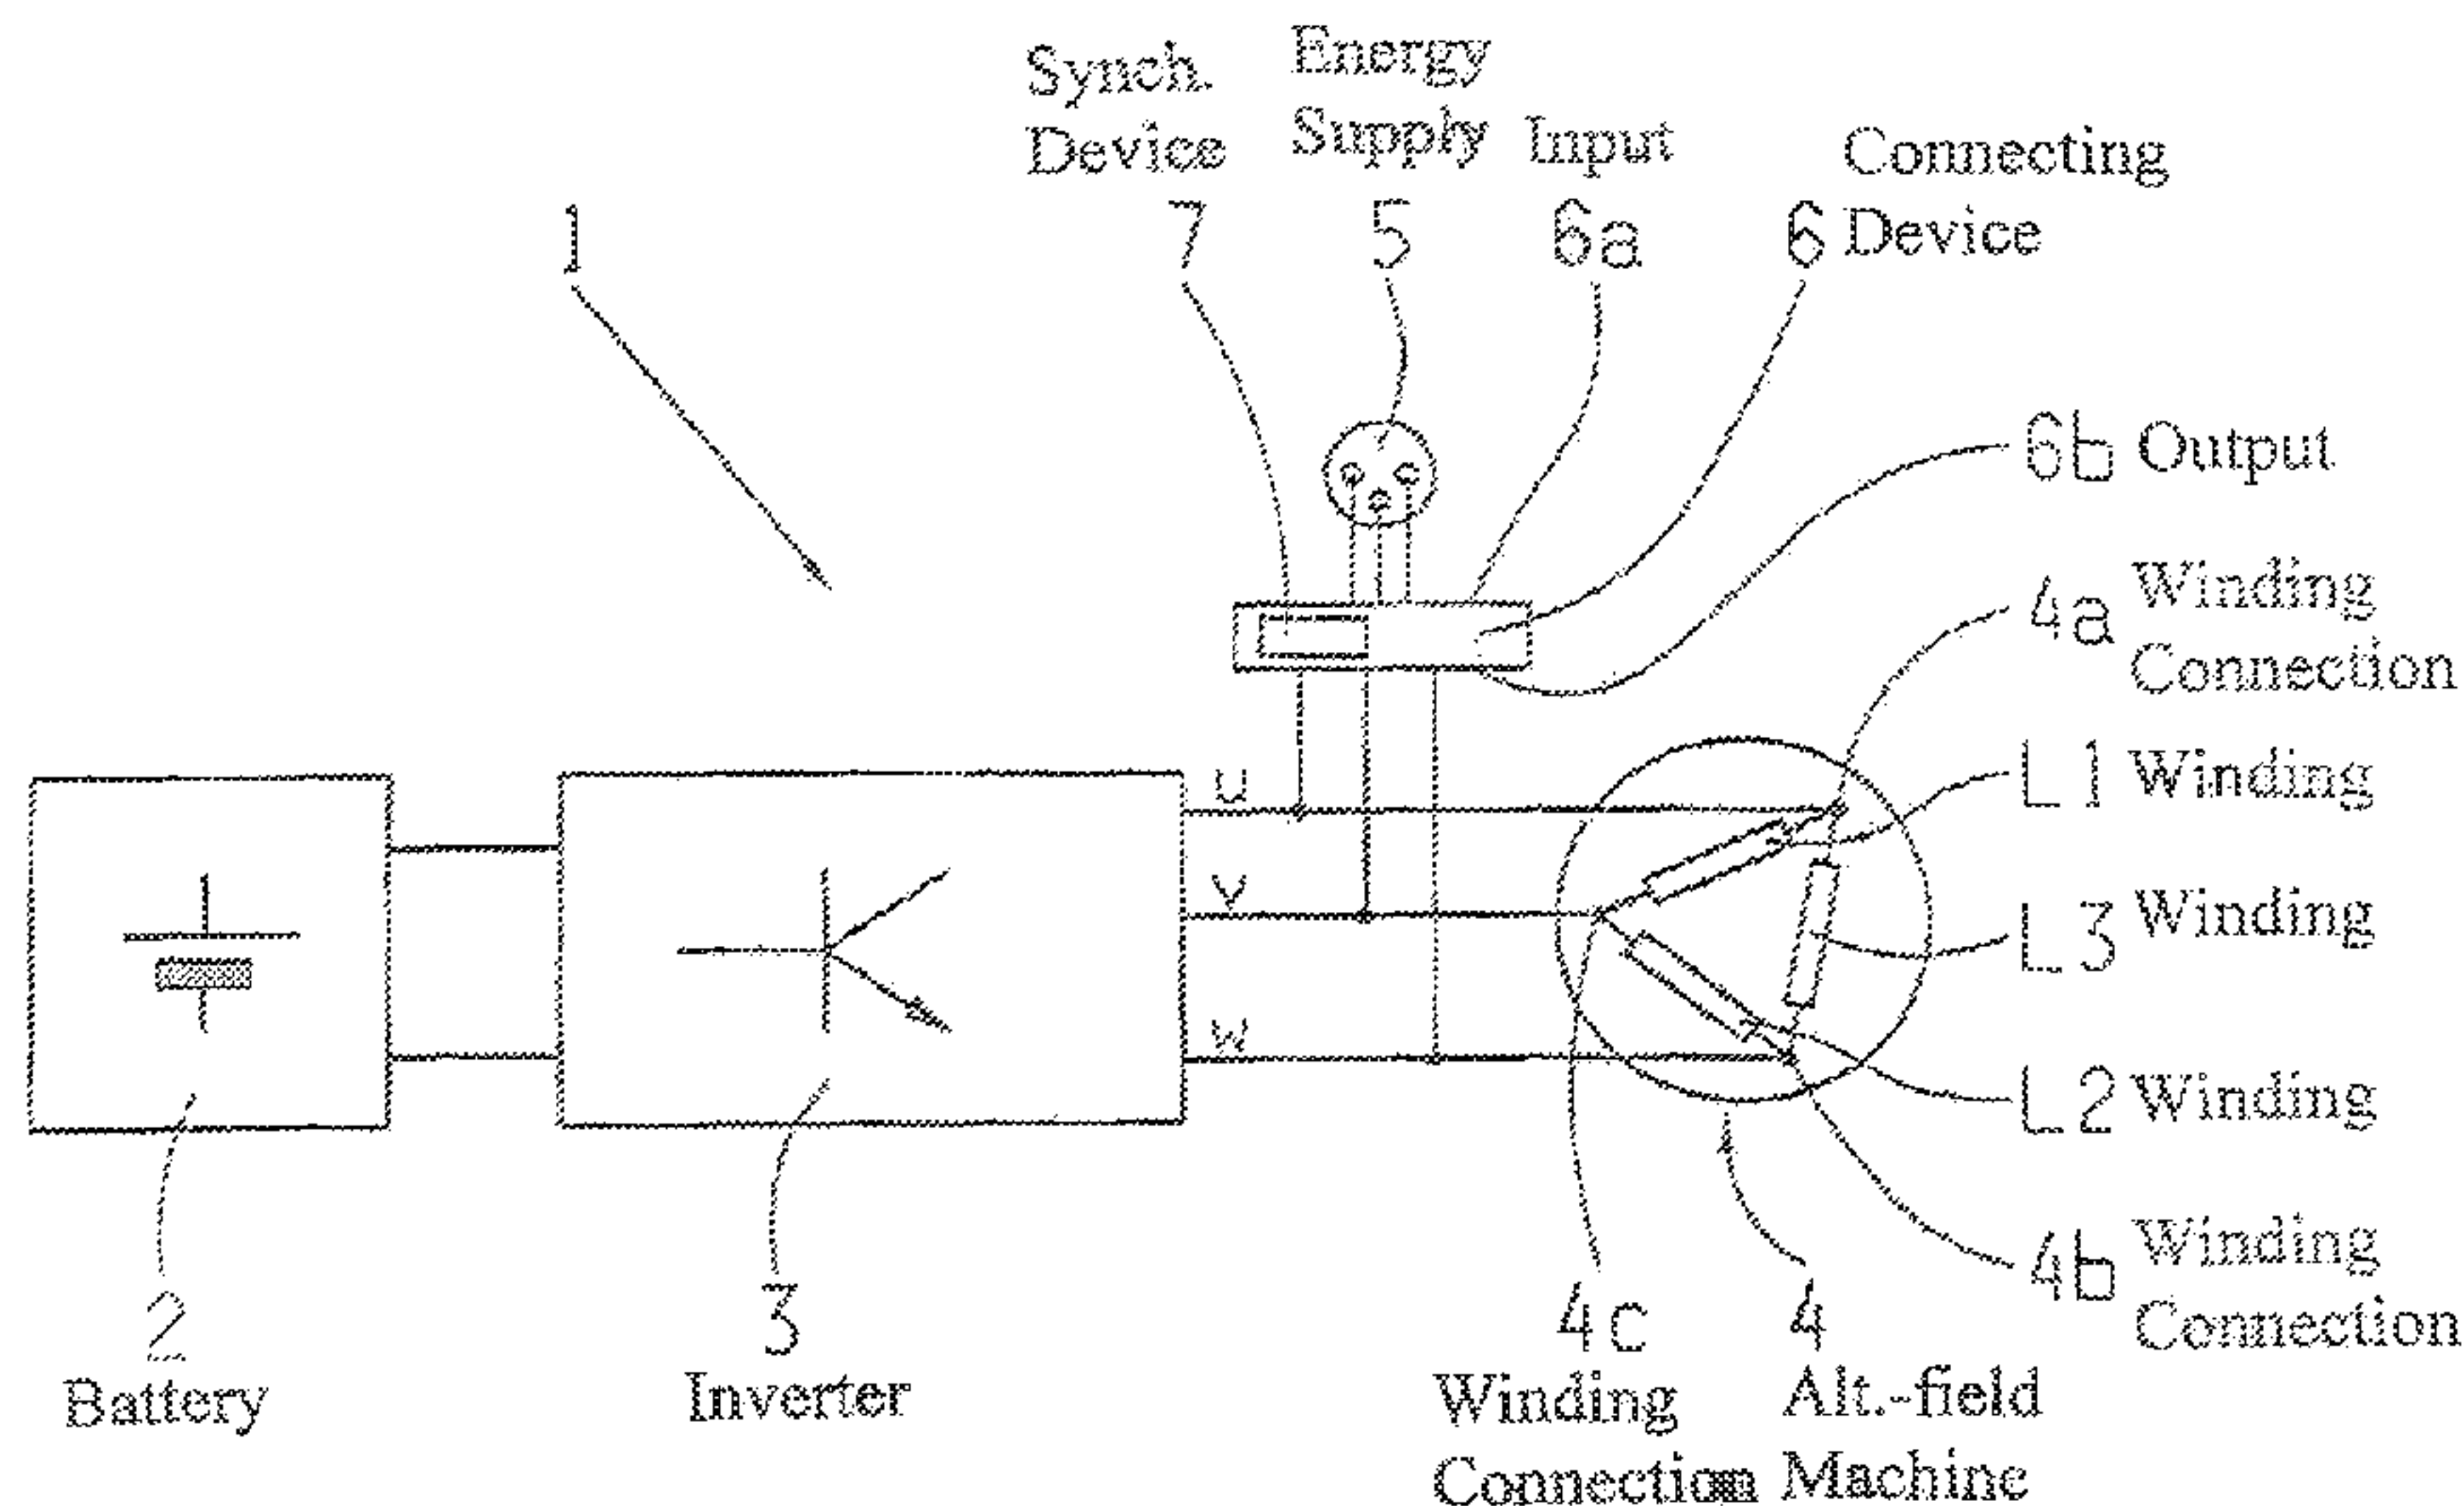 Synch.
Device
7
Energy
Supply
5
Input
6a
Connecting
6 Device
1
6b Output
4a Winding
Connection
L1 Winding
L3 Winding
L2 Winding
4b Winding
Connection
U
V
W
2
Battery
3
Inverter
4c
Winding
Connection
4
Alt.-field
Machine